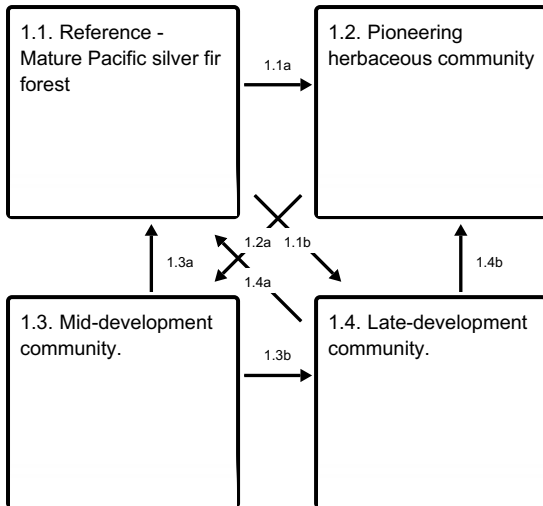 1.1. Reference -
Mature Pacific silver fir
forest
1.2. Pioneering
herbaceous community
1.1a
1.2a
1.1b
1.3a
1.4a
1.4b
1.3. Mid-development
community.
1.4. Late-development
community.
1.3b